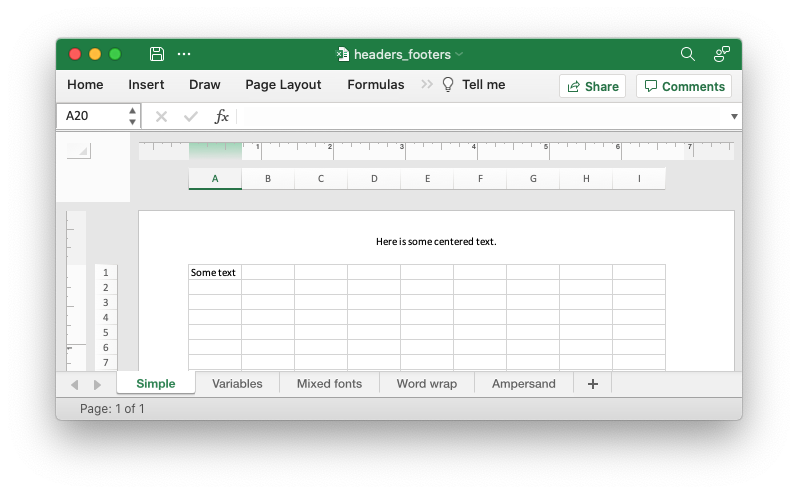 headers_footers
Home Insert Draw Page Layout Formulas Tell me Share Comments
A20 fx
1 2 3 4 5 6 7
A B C D E F G H I
Here is some centered text.
1 Some text
2
3
4
5
6
7
Simple Variables Mixed fonts Word wrap Ampersand +
Page: 1 of 1